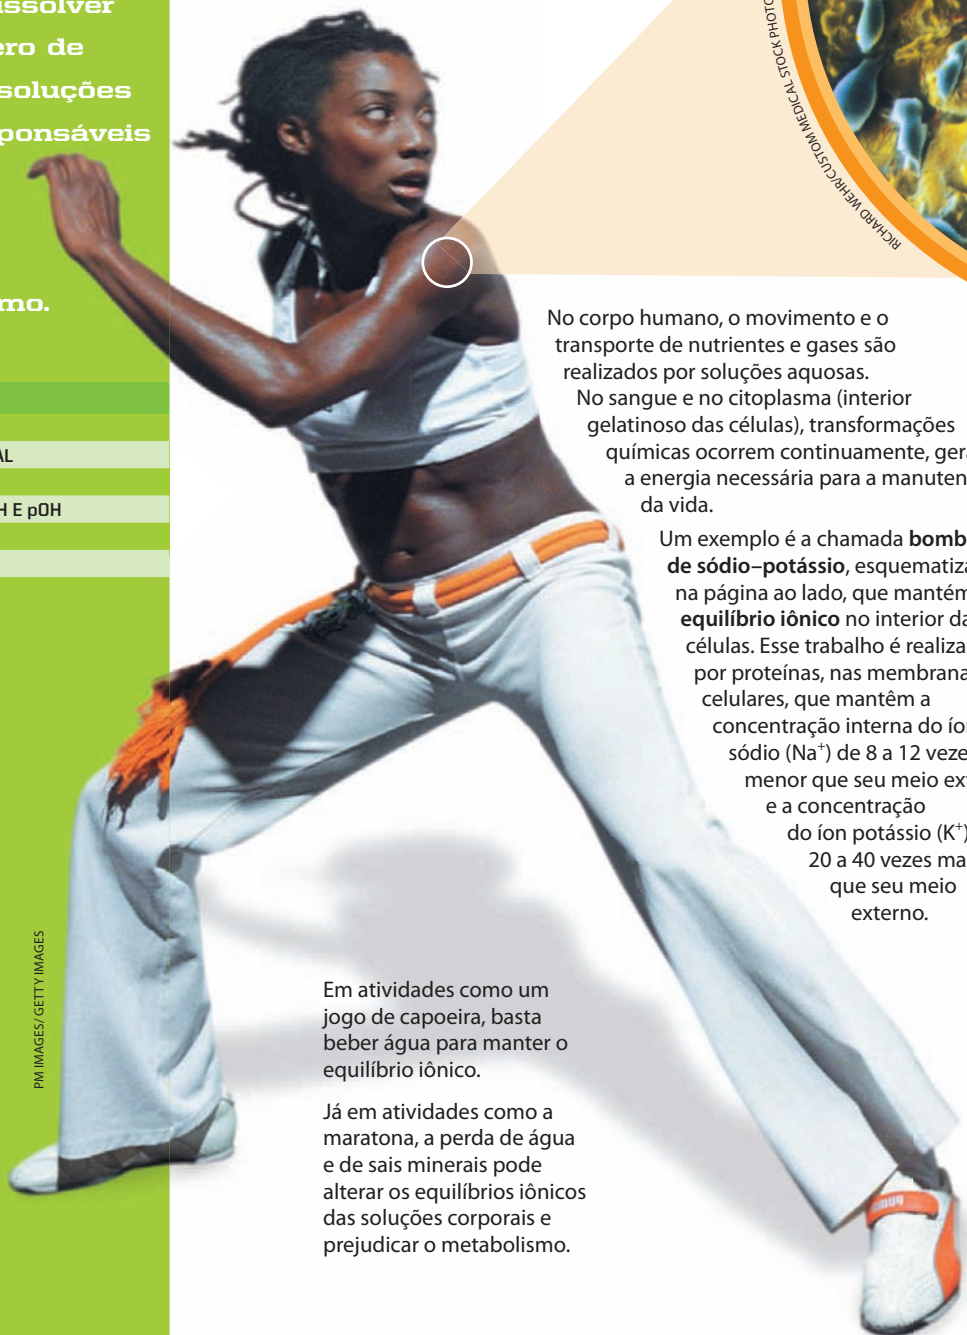 ero de
soluções
mo.
AL
H E pOH
RICHARD WEHR/CUSTOM MEDICAL STOCK PHOTO
No corpo humano, o movimento e o
transporte de nutrientes e gases são
realizados por soluções aquosas.
No sangue e no citoplasma (interior
gelatinoso das células), transformações
químicas ocorrem continuamente, ger
a energia necessária para a manuten
da vida.
Um exemplo é a chamada bomb
de sódio–potássio, esquematiza
na página ao lado, que mantém
equilíbrio iônico no interior da
células. Esse trabalho é realiza
por proteínas, nas membrana
celulares, que mantêm a
concentração interna do íon
sódio (Na⁺) de 8 a 12 veze
menor que seu meio ex
e a concentração
do íon potássio (K⁺)
20 a 40 vezes ma
que seu meio
externo.
Em atividades como um
jogo de capoeira, basta
beber água para manter o
equilíbrio iônico.
Já em atividades como a
maratona, a perda de água
e de sais minerais pode
alterar os equilíbrios iônicos
das soluções corporais e
prejudicar o metabolismo.
PM IMAGES/ GETTY IMAGES